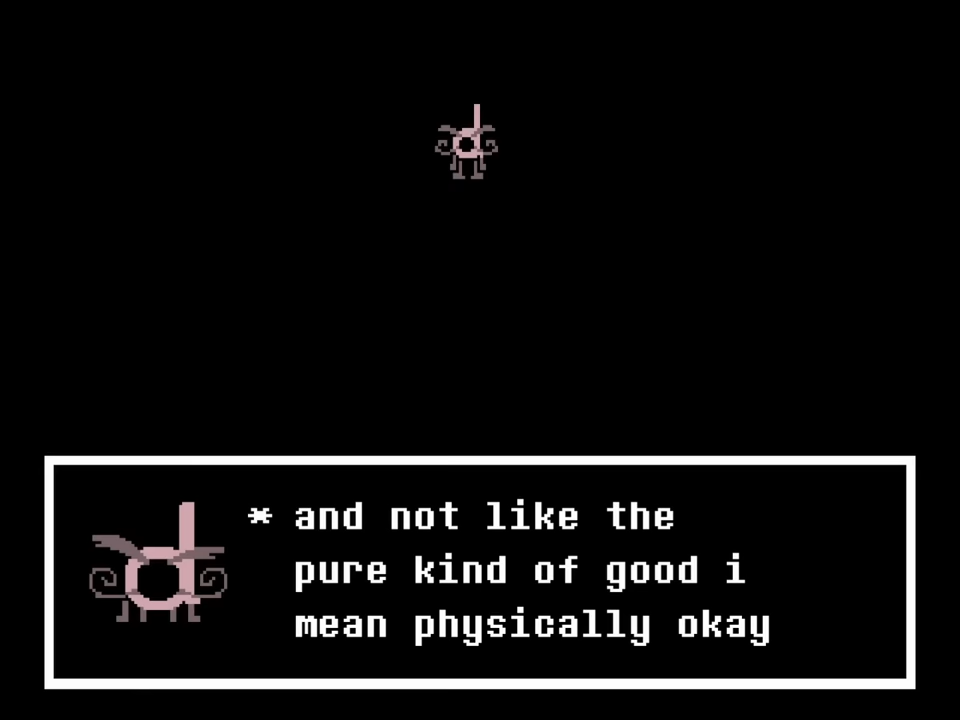 * and not like the
pure kind of good i
mean physically okay